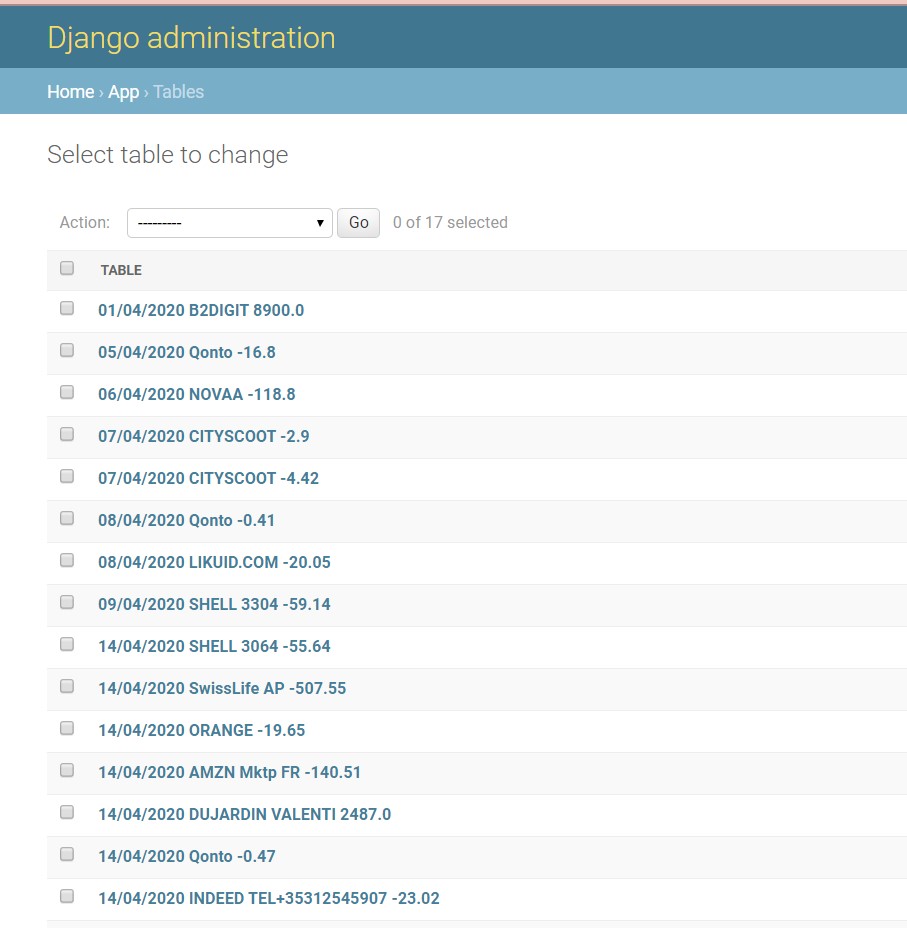 Django administration
Home › App › Tables
Select table to change
Action: --------- Go 0 of 17 selected
TABLE
01/04/2020 B2DIGIT 8900.0
05/04/2020 Qonto -16.8
06/04/2020 NOVAA -118.8
07/04/2020 CITYSCOOT -2.9
07/04/2020 CITYSCOOT -4.42
08/04/2020 Qonto -0.41
08/04/2020 LIKUID.COM -20.05
09/04/2020 SHELL 3304 -59.14
14/04/2020 SHELL 3064 -55.64
14/04/2020 SwissLife AP -507.55
14/04/2020 ORANGE -19.65
14/04/2020 AMZN Mktp FR -140.51
14/04/2020 DUJARDIN VALENTI 2487.0
14/04/2020 Qonto -0.47
14/04/2020 INDEED TEL+35312545907 -23.02